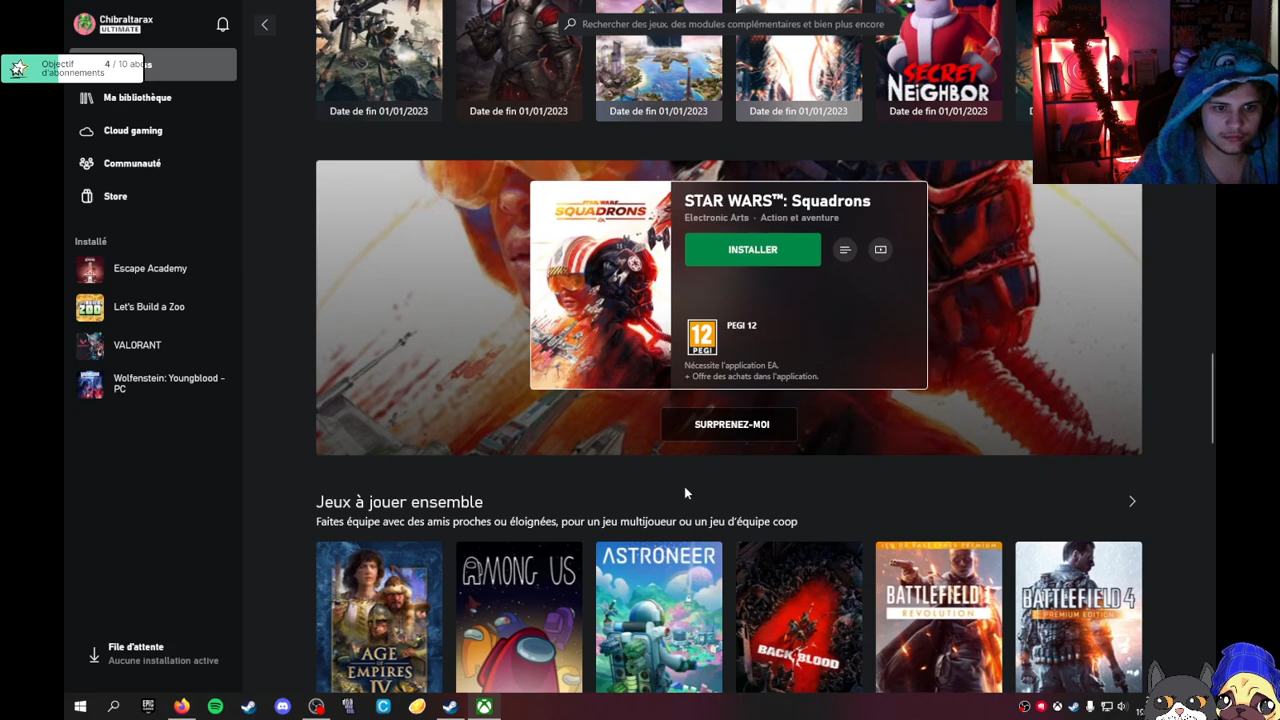 Chibraltarax
ULTIMATE
Rechercher des jeux, des modules complémentaires et bien plus encore
Objectif
d'abonnements
4 / 10
Ma bibliothèque
Cloud gaming
Communauté
Store
Installé
Escape Academy
Let's Build a Zoo
VALORANT
Wolfenstein: Youngblood -
PC
File d'attente
Aucune installation active
SECRET
NEIGHBOR
Date de fin 01/01/2023
Date de fin 01/01/2023
Date de fin 01/01/2023
Date de fin 01/01/2023
Date de fin 01/01/2023
STAR WARS
SQUADRONS
STAR WARS™: Squadrons
Electronic Arts · Action et aventure
INSTALLER
12
PEGI
PEGI 12
Nécessite l'application EA.
+ Offre des achats dans l'application.
SURPRENEZ-MOI
Jeux à jouer ensemble
Faites équipe avec des amis proches ou éloignées, pour un jeu multijoueur ou un jeu d'équipe coop
AGE
OF
EMPIRES
IV
AMONG US
ASTRONEER
BACK BLOOD
BATTLEFIELD 1
REVOLUTION
BATTLEFIELD 4
PREMIUM EDITION
EPIC
GAMES